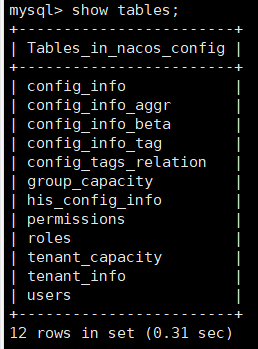 mysql> show tables;
+------------------------+
| Tables_in_nacos_config |
+------------------------+
| config_info            |
| config_info_aggr       |
| config_info_beta       |
| config_info_tag        |
| config_tags_relation   |
| group_capacity         |
| his_config_info        |
| permissions            |
| roles                  |
| tenant_capacity        |
| tenant_info            |
| users                  |
+------------------------+
12 rows in set (0.31 sec)